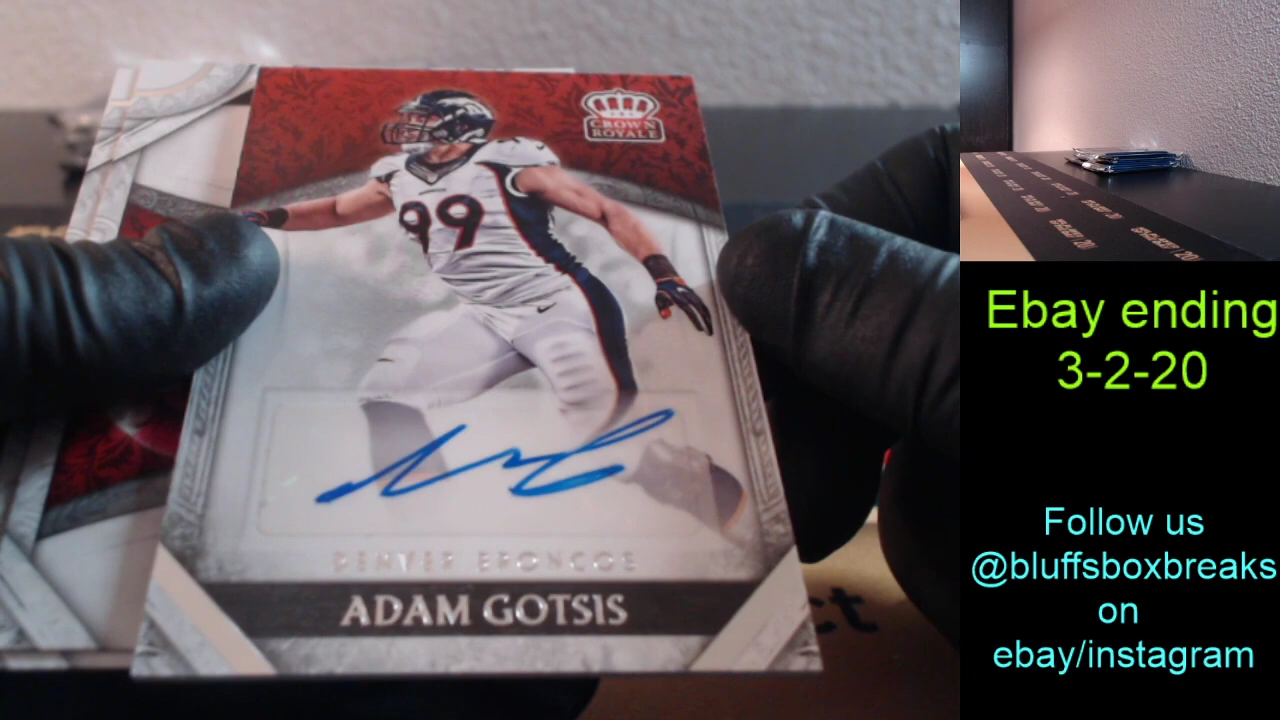 CROWN
ROYALE
99
DENVER BRONCOS
ADAM GOTSIS
Ebay ending
3-2-20
Follow us
@bluffsboxbreaks
on
ebay/instagram